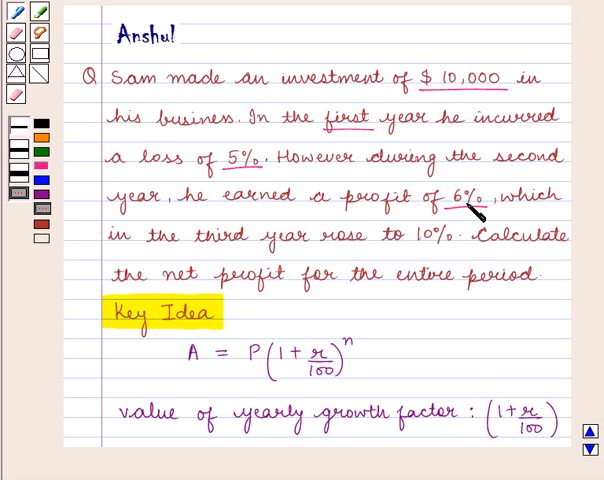 Anshul
Q Sam made an investment of $ 10,000 in
his business. In the first year he incurred
a loss of 5%. However during the second
year, he earned a profit of 6%, which
in the third year rose to 10%. Calculate
the net profit for the entire period.
Key Idea
A = P(1 + r/100)^n
value of yearly growth factor : (1 + r/100)